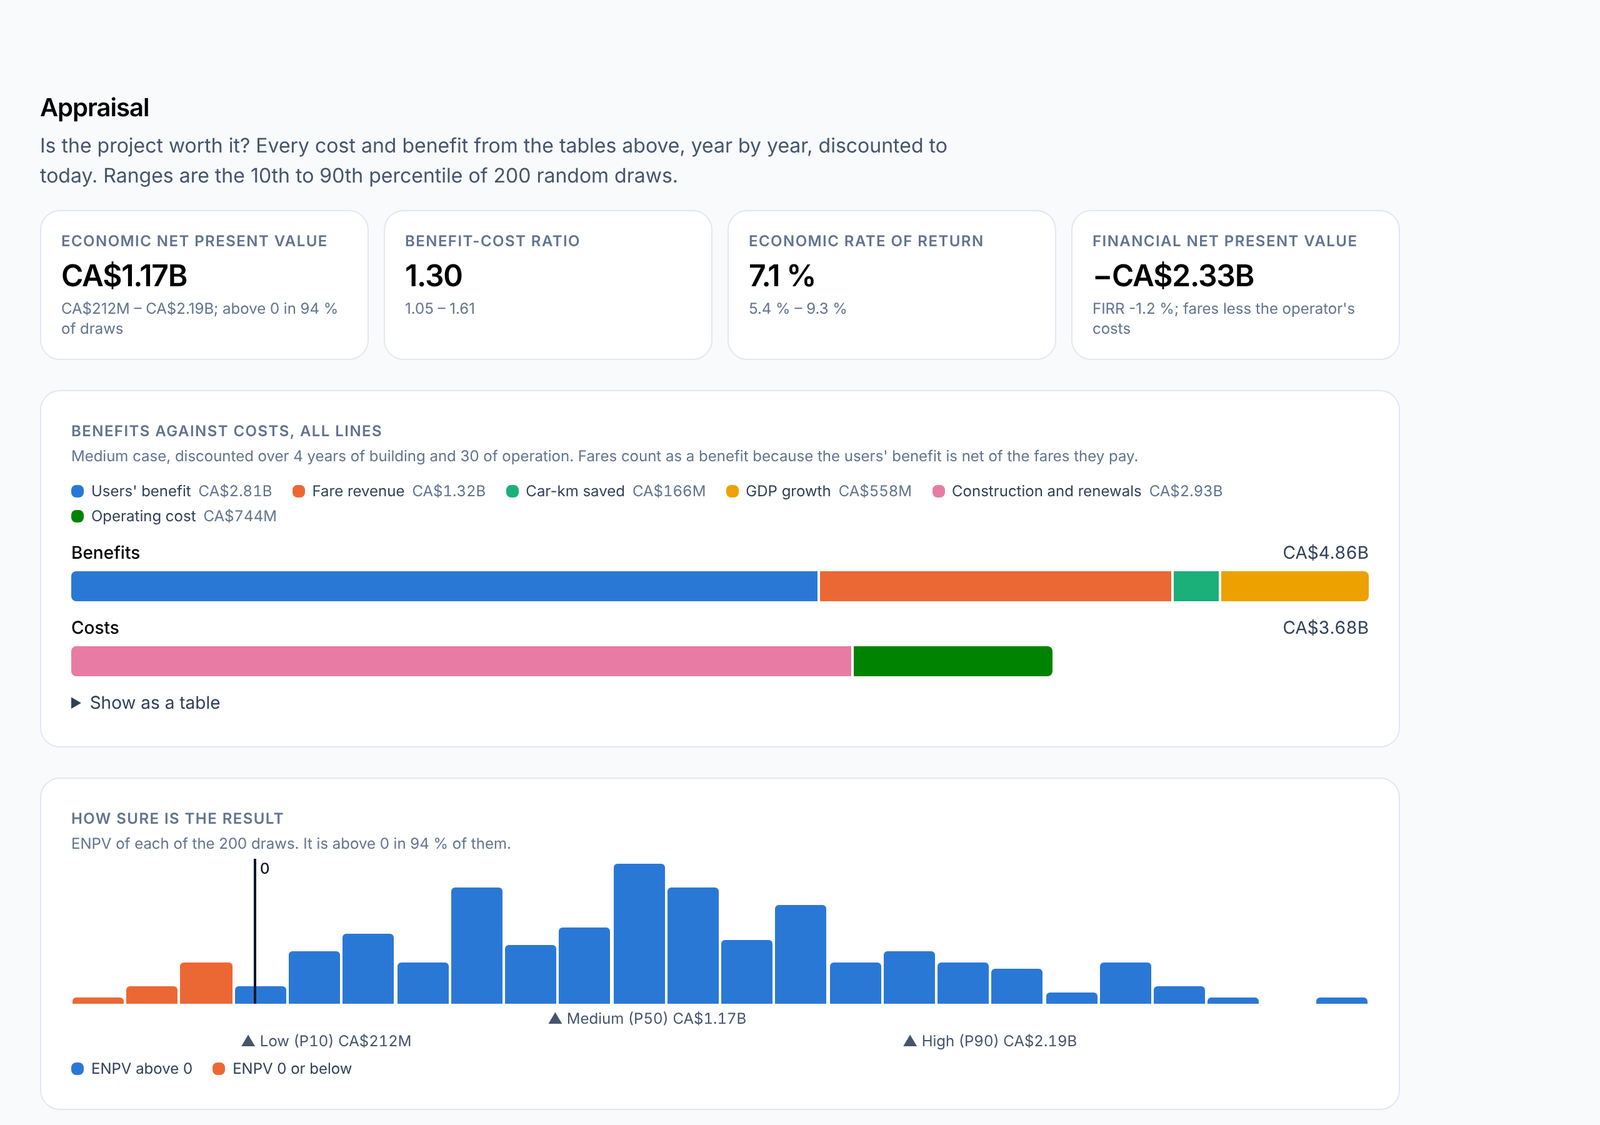 Appraisal
Is the project worth it? Every cost and benefit from the tables above, year by year, discounted to
today. Ranges are the 10th to 90th percentile of 200 random draws.
ECONOMIC NET PRESENT VALUE
CA$1.17B
CA$212M – CA$2.19B; above 0 in 94 %
of draws
BENEFIT-COST RATIO
1.30
1.05 – 1.61
ECONOMIC RATE OF RETURN
7.1 %
5.4 % – 9.3 %
FINANCIAL NET PRESENT VALUE
−CA$2.33B
FIRR -1.2 %; fares less the operator's
costs
BENEFITS AGAINST COSTS, ALL LINES
Medium case, discounted over 4 years of building and 30 of operation. Fares count as a benefit because the users' benefit is net of the fares they pay.
Users' benefit CA$2.81B Fare revenue CA$1.32B Car-km saved CA$166M GDP growth CA$558M Construction and renewals CA$2.93B
Operating cost CA$744M
Benefits CA$4.86B
Costs CA$3.68B
▶ Show as a table
HOW SURE IS THE RESULT
ENPV of each of the 200 draws. It is above 0 in 94 % of them.
0
▲ Medium (P50) CA$1.17B
▲ Low (P10) CA$212M ▲ High (P90) CA$2.19B
ENPV above 0 ENPV 0 or below